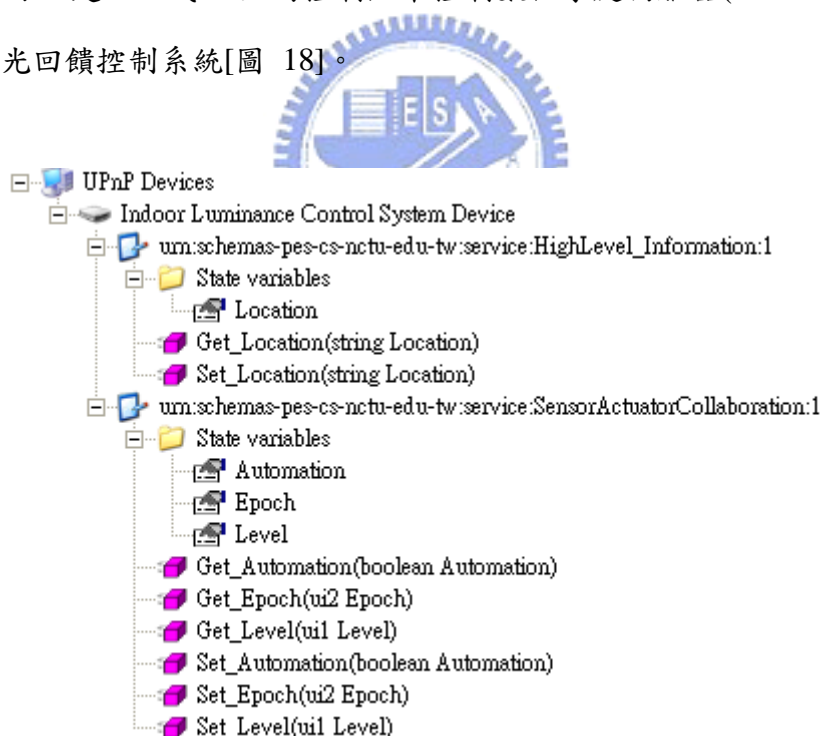 光回饋控制系統[圖 18]。
ESA
UPnP Devices
Indoor Luminance Control System Device
urn:schemas-pes-cs-nctu-edu-tw:service:HighLevel_Information:1
State variables
Location
Get_Location(string Location)
Set_Location(string Location)
urn:schemas-pes-cs-nctu-edu-tw:service:SensorActuatorCollaboration:1
State variables
Automation
Epoch
Level
Get_Automation(boolean Automation)
Get_Epoch(ui2 Epoch)
Get_Level(ui1 Level)
Set_Automation(boolean Automation)
Set_Epoch(ui2 Epoch)
Set_Level(ui1 Level)